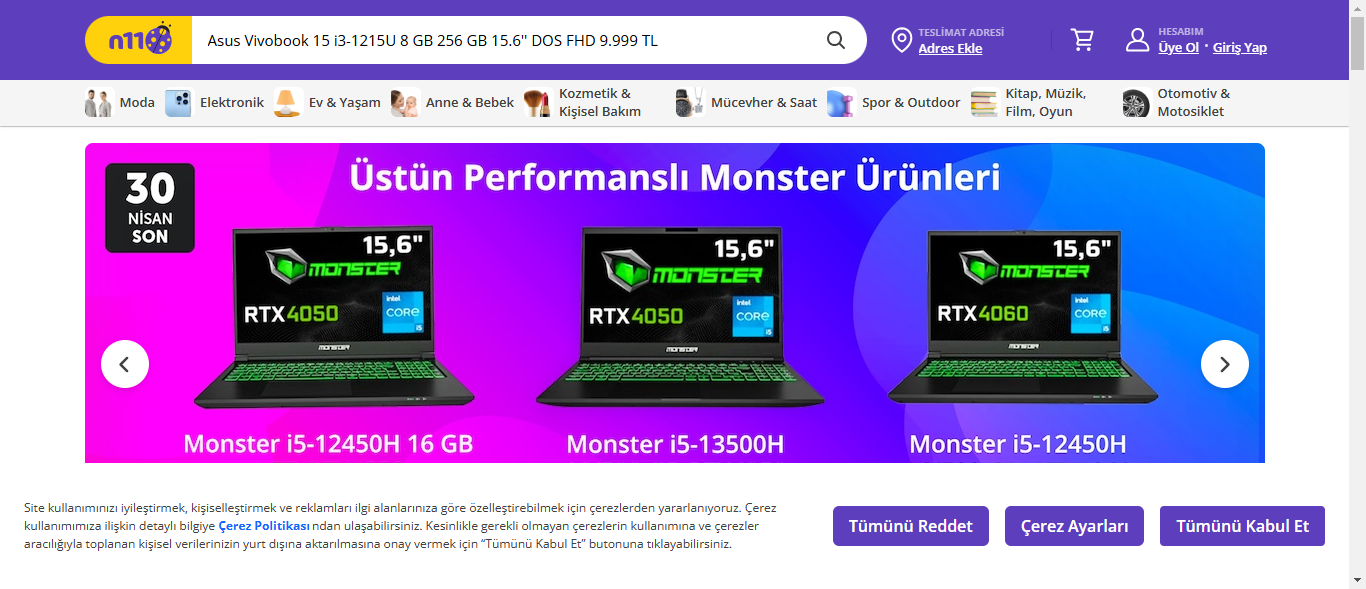 n11
Asus Vivobook 15 i3-1215U 8 GB 256 GB 15.6'' DOS FHD 9.999 TL
TESLİMAT ADRESİ
Adres Ekle
HESABIM
Üye Ol · Giriş Yap
Moda
Elektronik
Ev & Yaşam
Anne & Bebek
Kozmetik &
Kişisel Bakım
Mücevher & Saat
Spor & Outdoor
Kitap, Müzik,
Film, Oyun
Otomotiv &
Motosiklet
30
NİSAN
SON
Üstün Performanslı Monster Ürünleri
15,6"
MONSTER
RTX4050
intel
CORE
i5
MONSTER
Monster i5-12450H 16 GB
15,6"
MONSTER
RTX4050
intel
CORE
i5
MONSTER
Monster i5-13500H
15,6"
MONSTER
RTX4060
intel
CORE
i5
MONSTER
Monster i5-12450H
Site kullanımınızı iyileştirmek, kişiselleştirmek ve reklamları ilgi alanlarınıza göre özelleştirebilmek için çerezlerden yararlanıyoruz. Çerez
kullanımımıza ilişkin detaylı bilgiye Çerez Politikası ndan ulaşabilirsiniz. Kesinlikle gerekli olmayan çerezlerin kullanımına ve çerezler
aracılığıyla toplanan kişisel verilerinizin yurt dışına aktarılmasına onay vermek için “Tümünü Kabul Et” butonuna tıklayabilirsiniz.
Tümünü Reddet
Çerez Ayarları
Tümünü Kabul Et